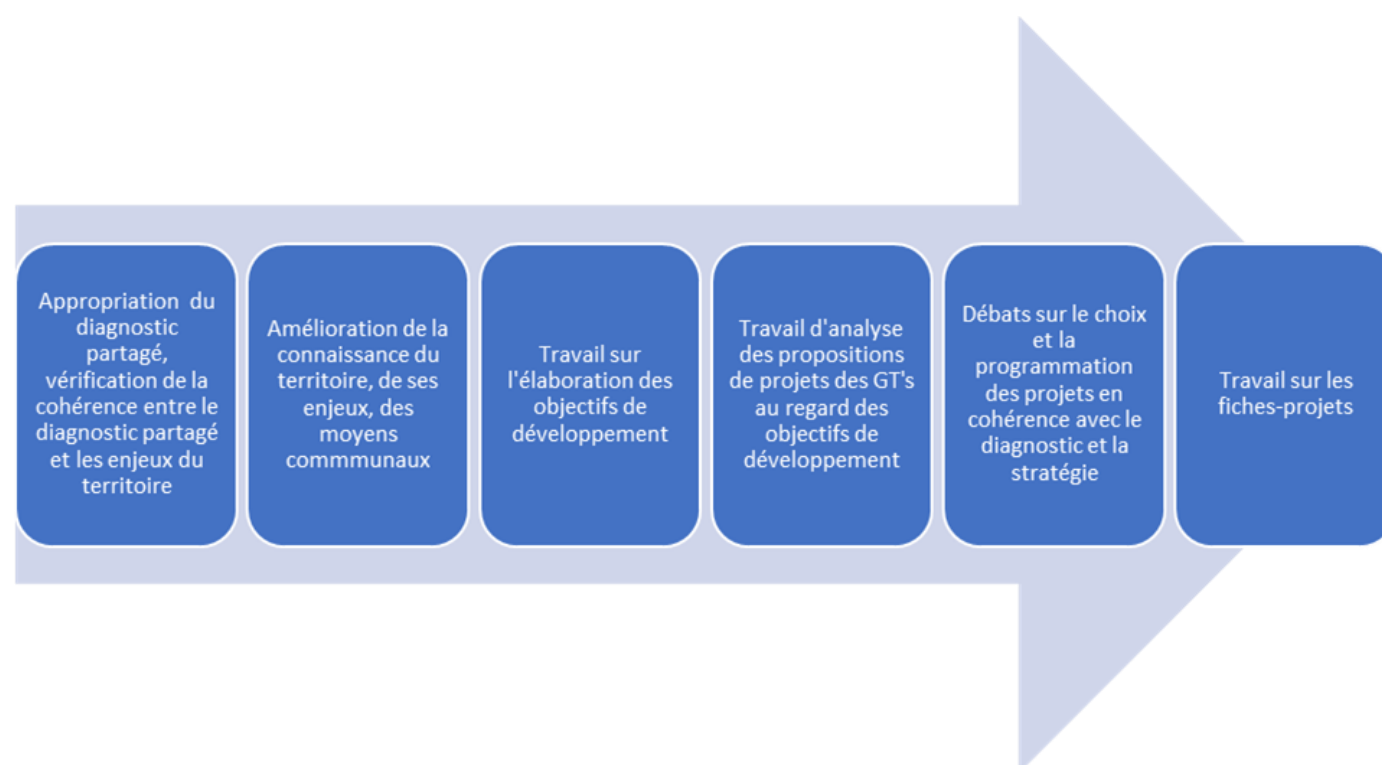 Appropriation du
diagnostic
partagé,
vérification de la
cohérence entre le
diagnostic partagé
et les enjeux du
territoire
Amélioration de la
connaissance du
territoire, de ses
enjeux, des
moyens
commmunaux
Travail sur
l'élaboration des
objectifs de
développement
Travail d'analyse
des propositions
de projets des GT's
au regard des
objectifs de
développement
Débats sur le choix
et la
programmation
des projets en
cohérence avec le
diagnostic et la
stratégie
Travail sur les
fiches-projets